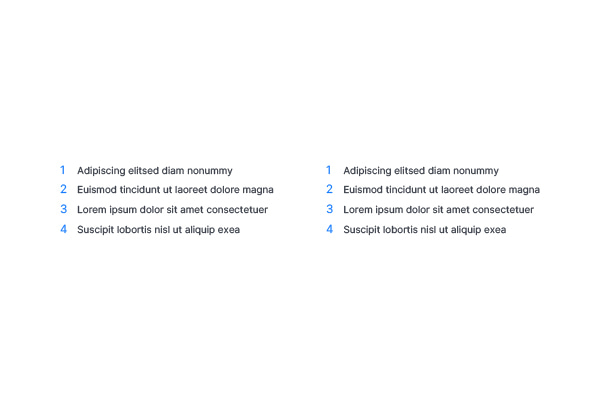 1 Adipiscing elitsed diam nonummy
2 Euismod tincidunt ut laoreet dolore magna
3 Lorem ipsum dolor sit amet consectetuer
4 Suscipit lobortis nisl ut aliquip exea
1 Adipiscing elitsed diam nonummy
2 Euismod tincidunt ut laoreet dolore magna
3 Lorem ipsum dolor sit amet consectetuer
4 Suscipit lobortis nisl ut aliquip exea